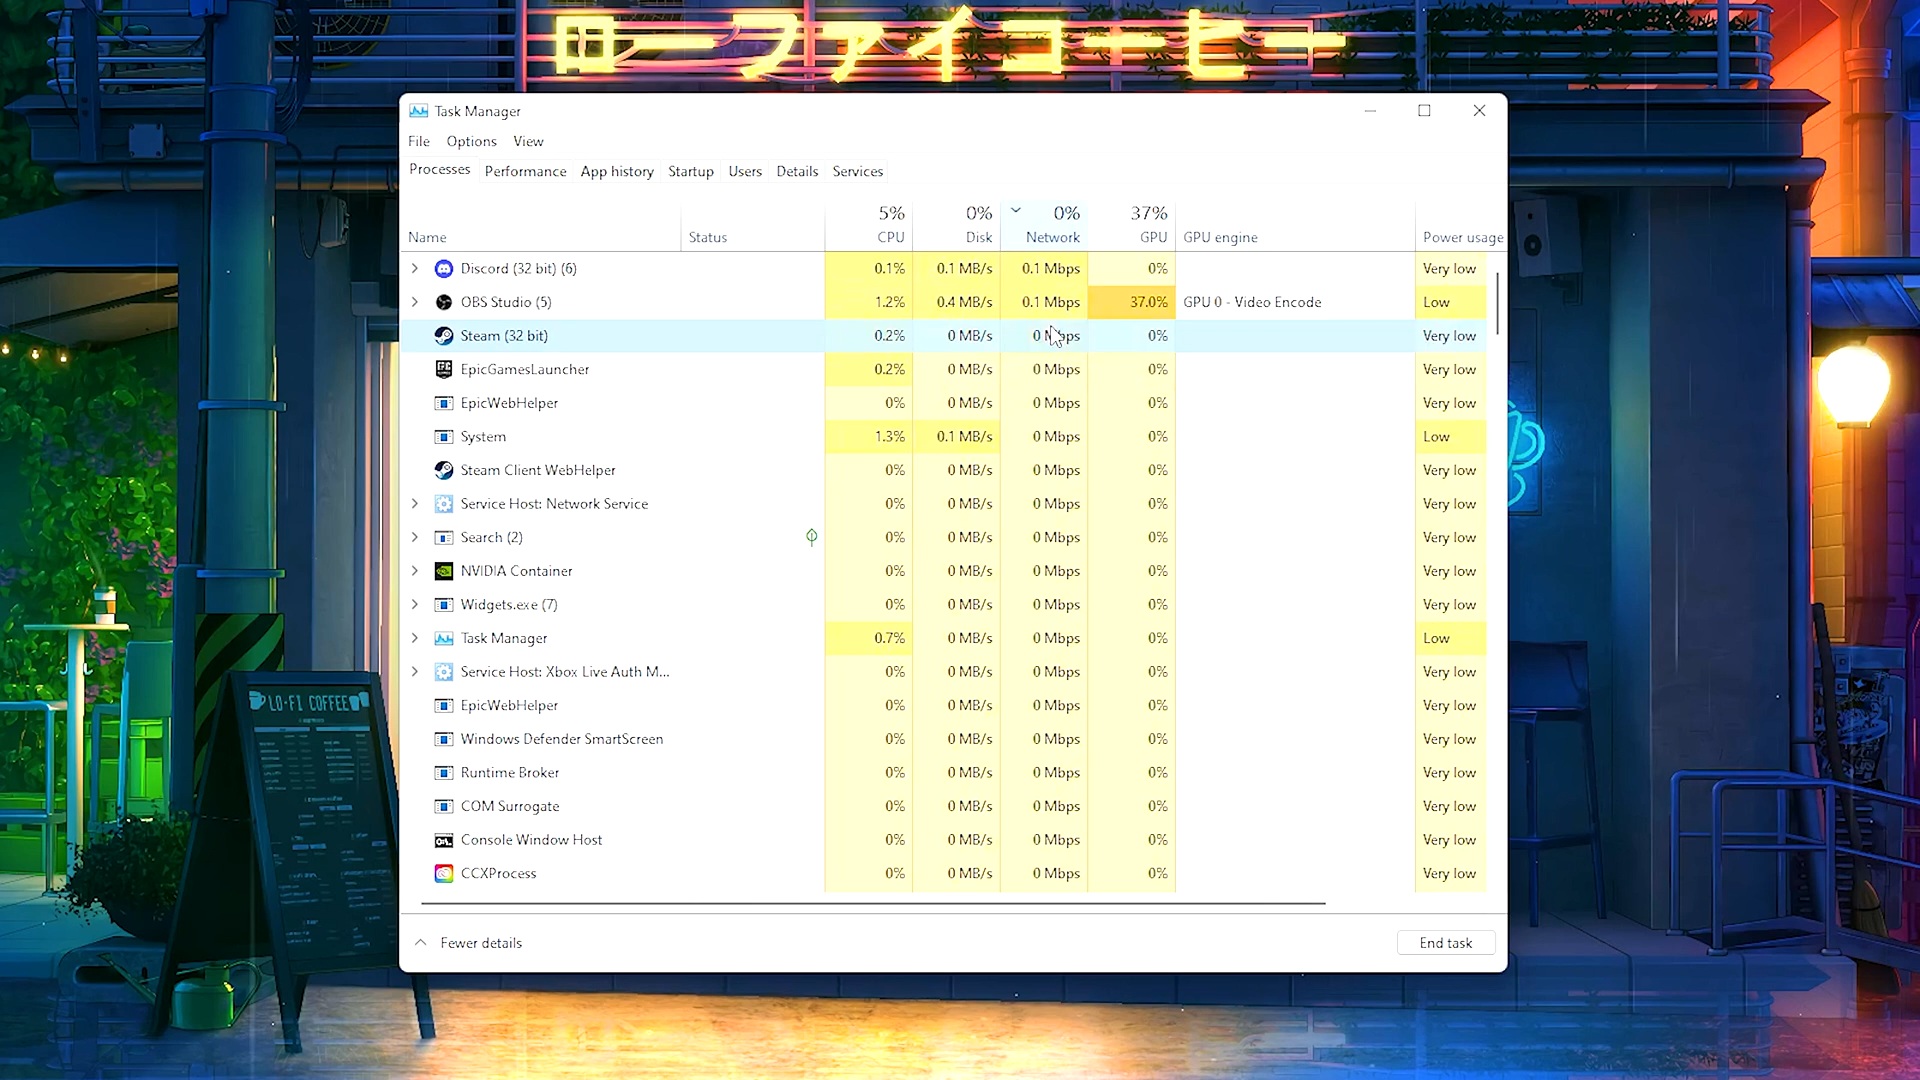 ローファイコーヒー
Task Manager
File Options View
Processes Performance App history Startup Users Details Services
5% 0% 0% 37%
Name Status CPU Disk Network GPU GPU engine Power usage
Discord (32 bit) (6) 0.1% 0.1 MB/s 0.1 Mbps 0% Very low
OBS Studio (5) 1.2% 0.4 MB/s 0.1 Mbps 37.0% GPU 0 - Video Encode Low
Steam (32 bit) 0.2% 0 MB/s 0 Mbps 0% Very low
EpicGamesLauncher 0.2% 0 MB/s 0 Mbps 0% Very low
EpicWebHelper 0% 0 MB/s 0 Mbps 0% Very low
System 1.3% 0.1 MB/s 0 Mbps 0% Low
Steam Client WebHelper 0% 0 MB/s 0 Mbps 0% Very low
Service Host: Network Service 0% 0 MB/s 0 Mbps 0% Very low
Search (2) 0% 0 MB/s 0 Mbps 0% Very low
NVIDIA Container 0% 0 MB/s 0 Mbps 0% Very low
Widgets.exe (7) 0% 0 MB/s 0 Mbps 0% Very low
Task Manager 0.7% 0 MB/s 0 Mbps 0% Low
Service Host: Xbox Live Auth M... 0% 0 MB/s 0 Mbps 0% Very low
EpicWebHelper 0% 0 MB/s 0 Mbps 0% Very low
Windows Defender SmartScreen 0% 0 MB/s 0 Mbps 0% Very low
Runtime Broker 0% 0 MB/s 0 Mbps 0% Very low
COM Surrogate 0% 0 MB/s 0 Mbps 0% Very low
Console Window Host 0% 0 MB/s 0 Mbps 0% Very low
CCXProcess 0% 0 MB/s 0 Mbps 0% Very low
Fewer details End task
LO-FI COFFEE